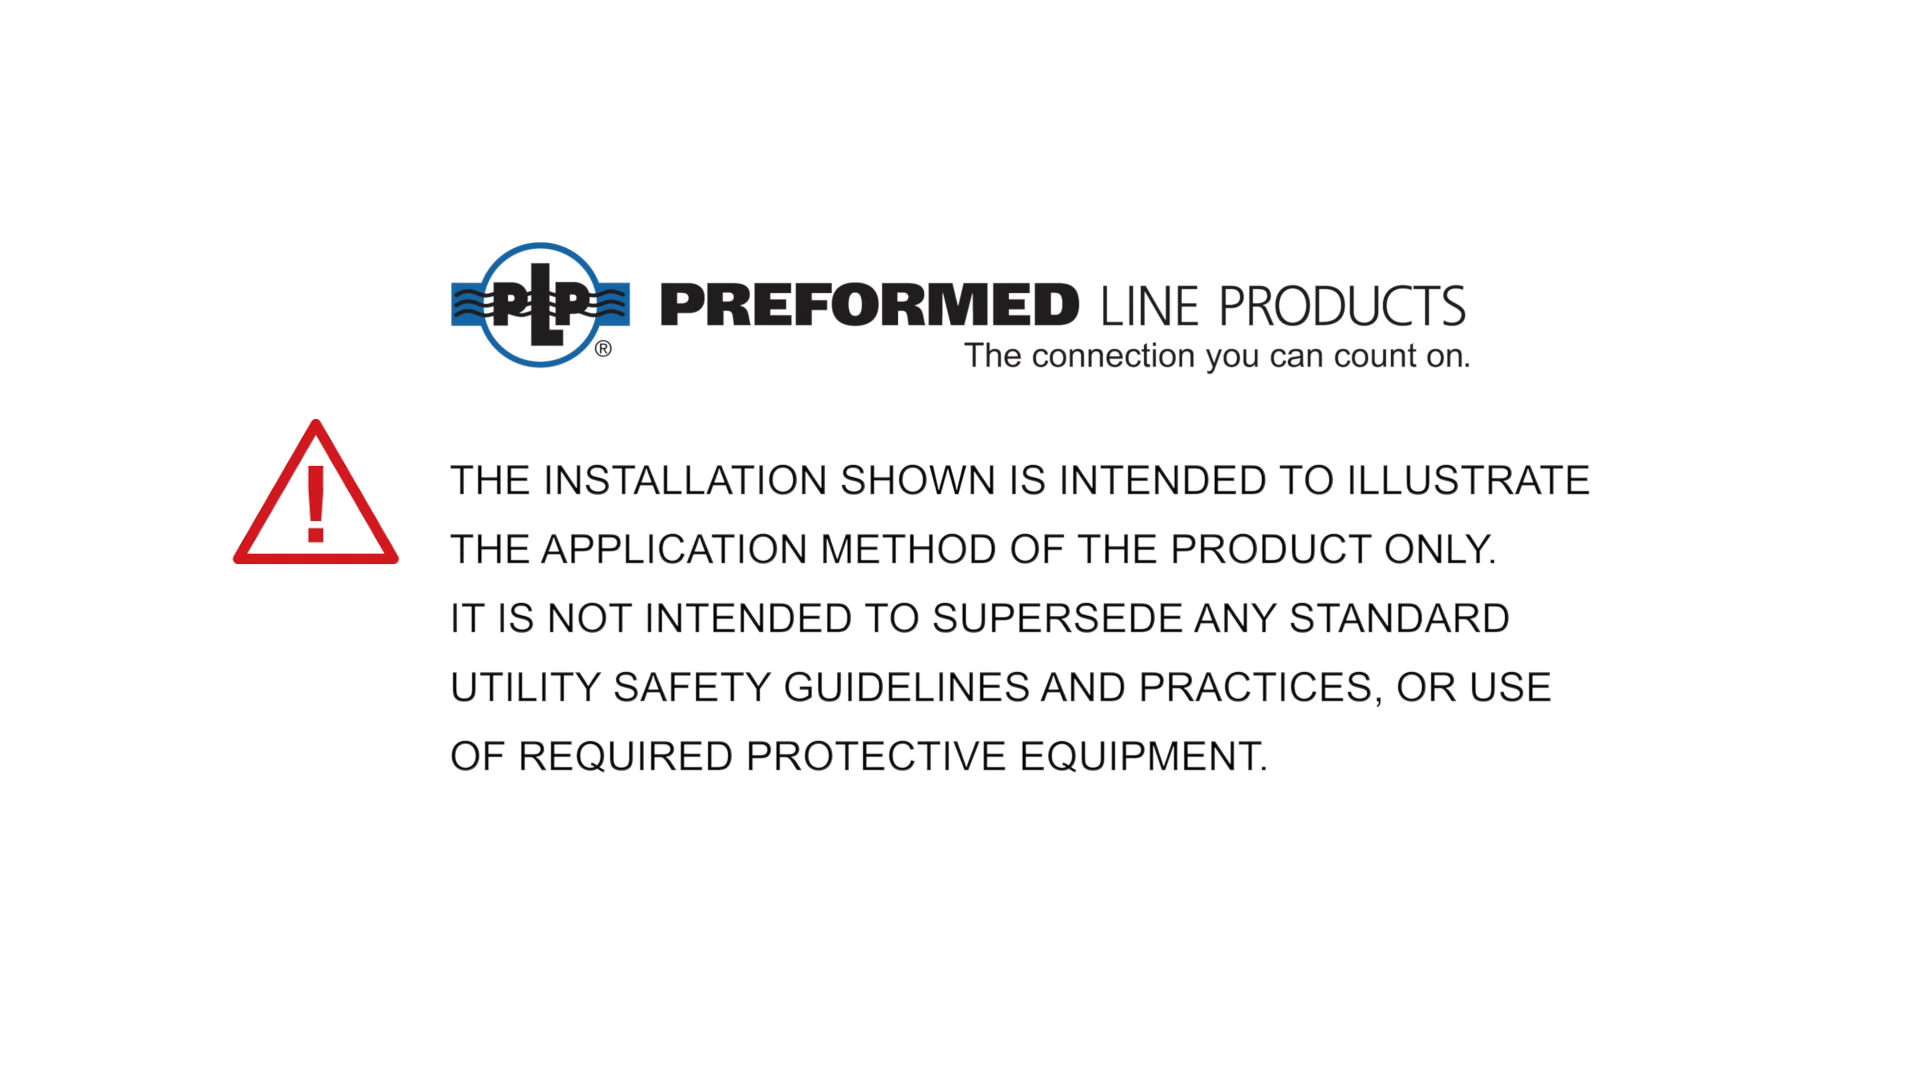 PLP®
PREFORMED LINE PRODUCTS
The connection you can count on.
!
THE INSTALLATION SHOWN IS INTENDED TO ILLUSTRATE
THE APPLICATION METHOD OF THE PRODUCT ONLY.
IT IS NOT INTENDED TO SUPERSEDE ANY STANDARD
UTILITY SAFETY GUIDELINES AND PRACTICES, OR USE
OF REQUIRED PROTECTIVE EQUIPMENT.